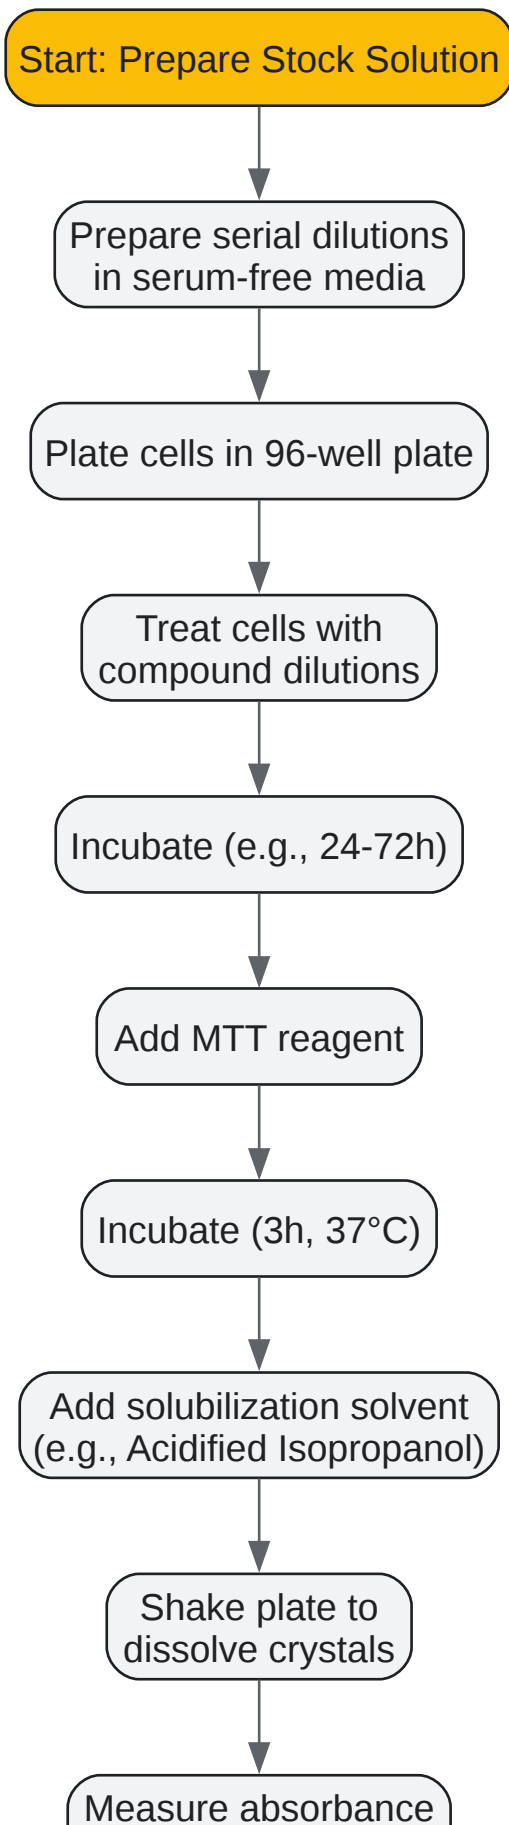 Start: Prepare Stock Solution
Prepare serial dilutions
in serum-free media
Plate cells in 96-well plate
Treat cells with
compound dilutions
Incubate (e.g., 24-72h)
Add MTT reagent
Incubate (3h, 37°C)
Add solubilization solvent
(e.g., Acidified Isopropanol)
Shake plate to
dissolve crystals
Measure absorbance